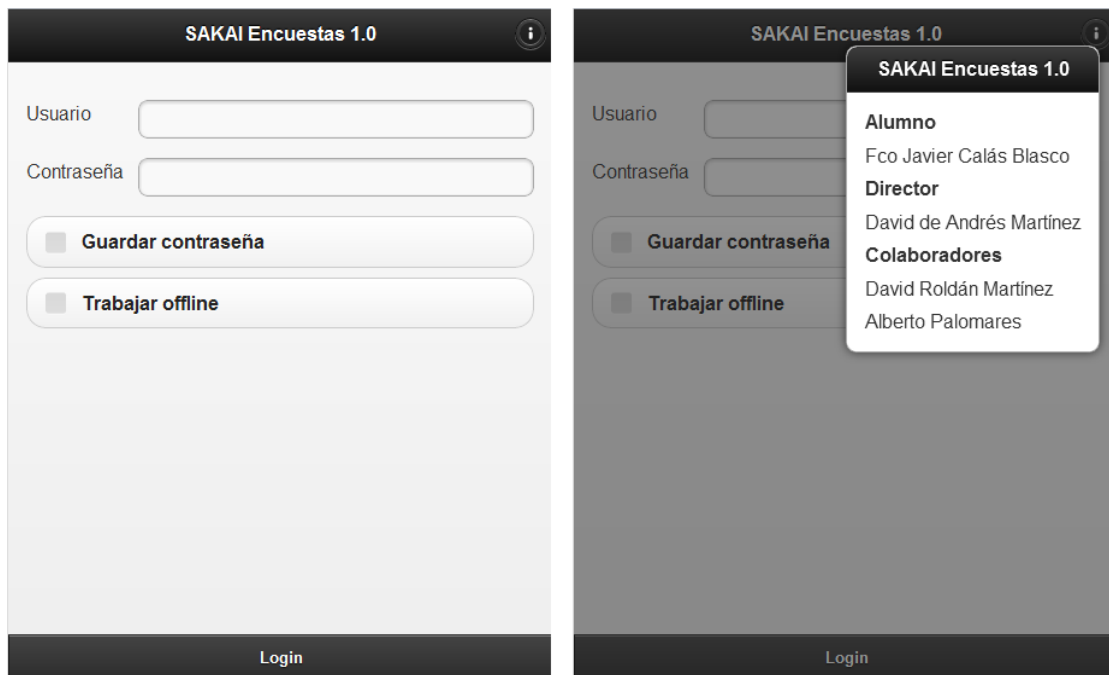 SAKAI Encuestas 1.0
Usuario
Contraseña
Guardar contraseña
Trabajar offline
Login
SAKAI Encuestas 1.0
Usuario
Contraseña
Guardar contraseña
Trabajar offline
Login
SAKAI Encuestas 1.0
Alumno
Fco Javier Calás Blasco
Director
David de Andrés Martínez
Colaboradores
David Roldán Martínez
Alberto Palomares